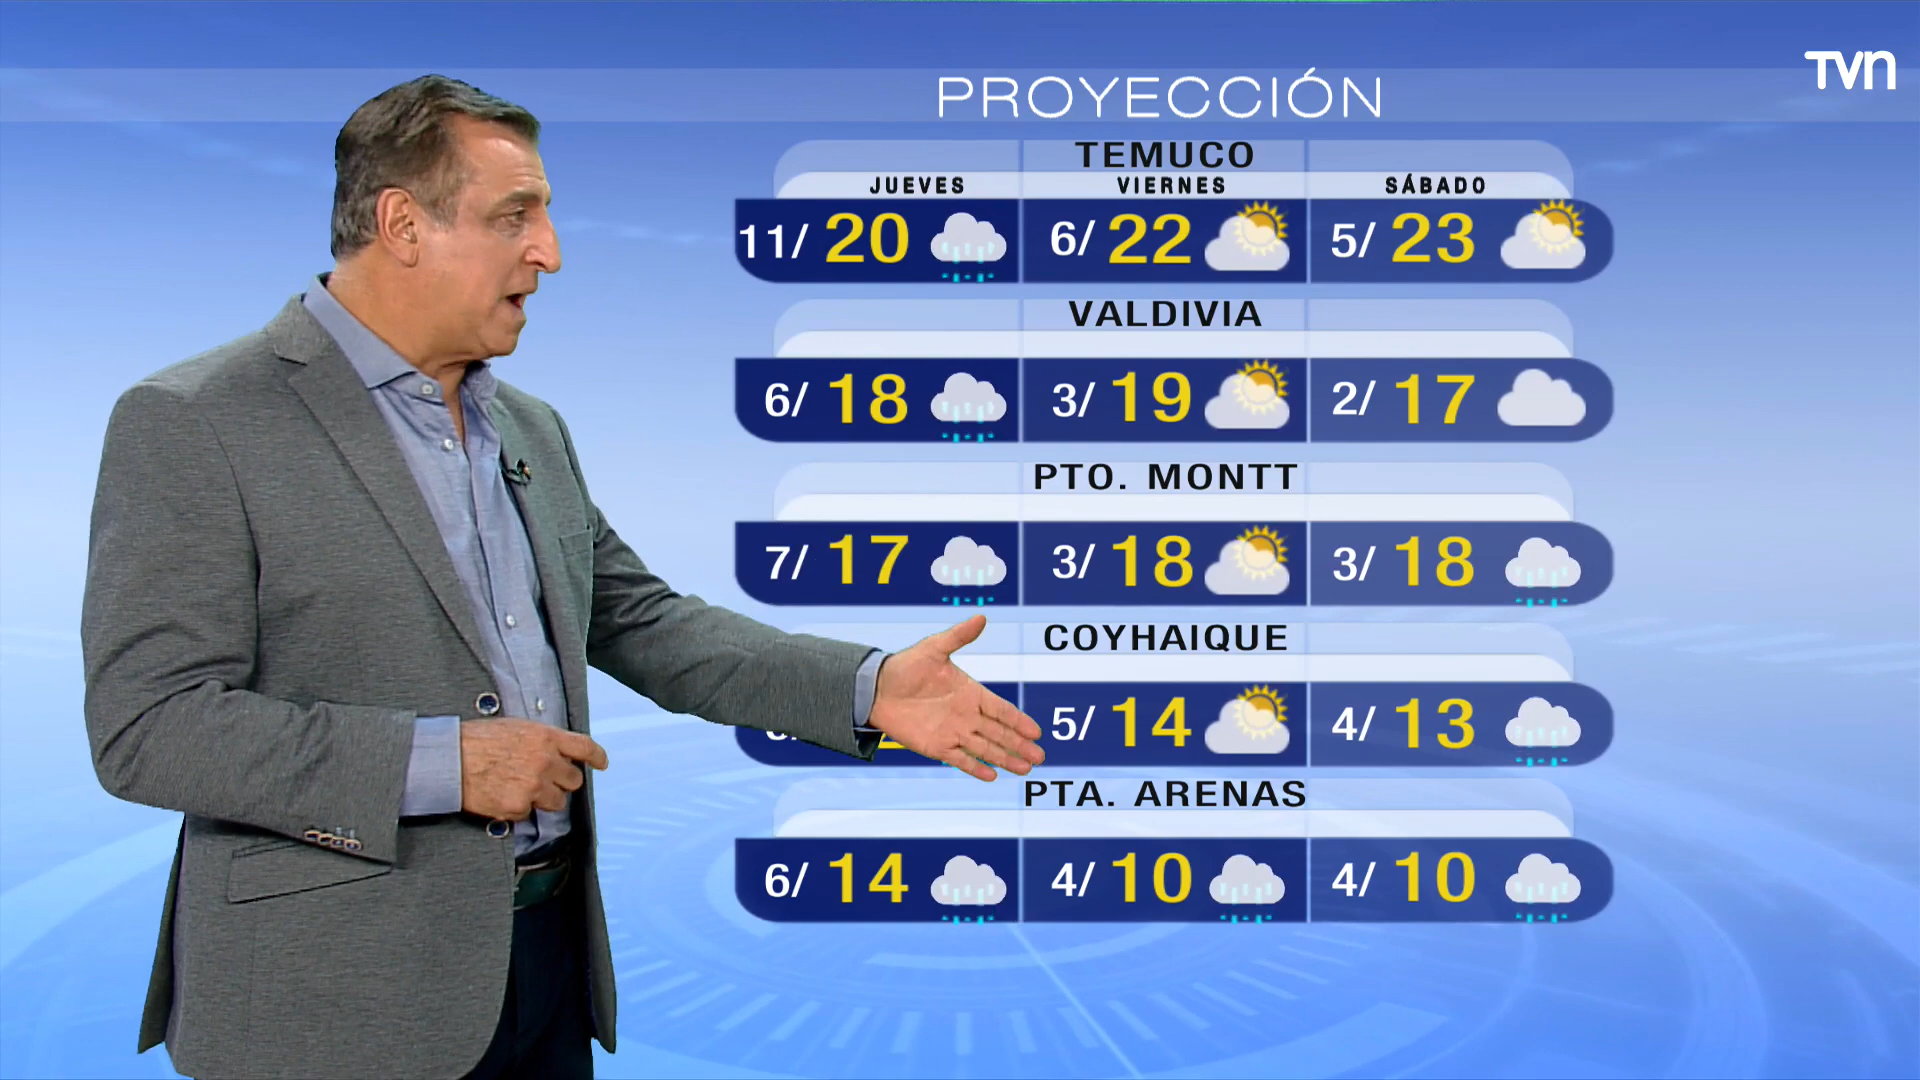 TVN
PROYECCIÓN
TEMUCO
JUEVES VIERNES SÁBADO
11/ 20 6/ 22 5/ 23
VALDIVIA
6/ 18 3/ 19 2/ 17
PTO. MONTT
7/ 17 3/ 18 3/ 18
COYHAIQUE
5/ 14 4/ 13
PTA. ARENAS
6/ 14 4/ 10 4/ 10